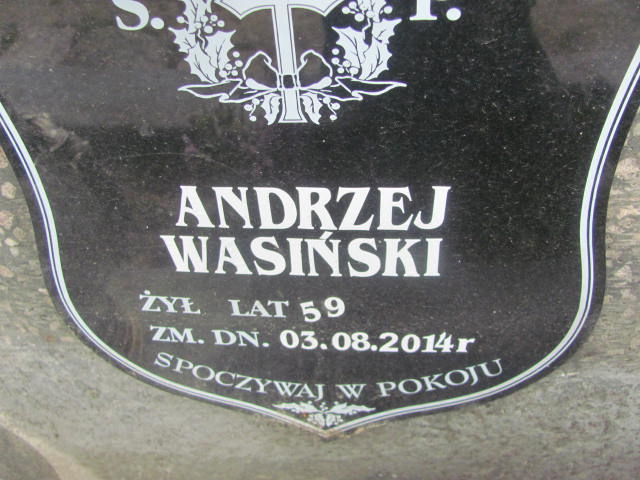 Ś. P.
ANDRZEJ
WASIŃSKI
ŻYŁ LAT 59
ZM. DN. 03.08.2014r
SPOCZYWAJ W POKOJU